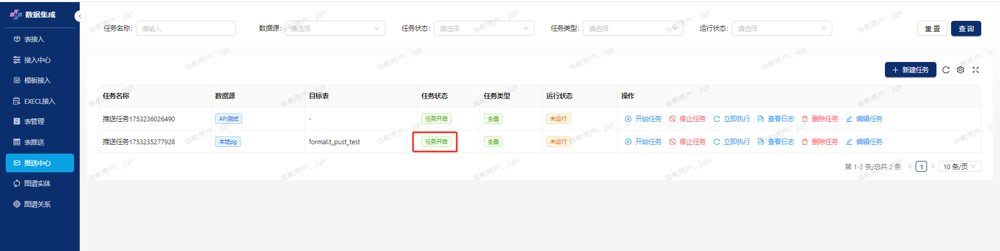 数据集成
表接入
接入中心
模板接入
EXECL接入
表管理
表推送
推送中心
图谱实体
图谱关系
任务名称: 请输入 数据源: 请选择 任务状态: 请选择 任务类型: 请选择 运行状态: 请选择 重置 查询
新建任务
任务名称 数据源 目标表 任务状态 任务类型 运行状态 操作
推送任务1753236026490 API测试 - 任务开启 全量 未运行 开始任务 停止任务 立即执行 查看日志 删除任务 编辑任务
推送任务1753235277928 本地pg formal.t_pust_test 任务开启 全量 未运行 开始任务 停止任务 立即执行 查看日志 删除任务 编辑任务
第 1-2 条/总共 2 条 < 1 > 10 条/页
当前用户: jqh